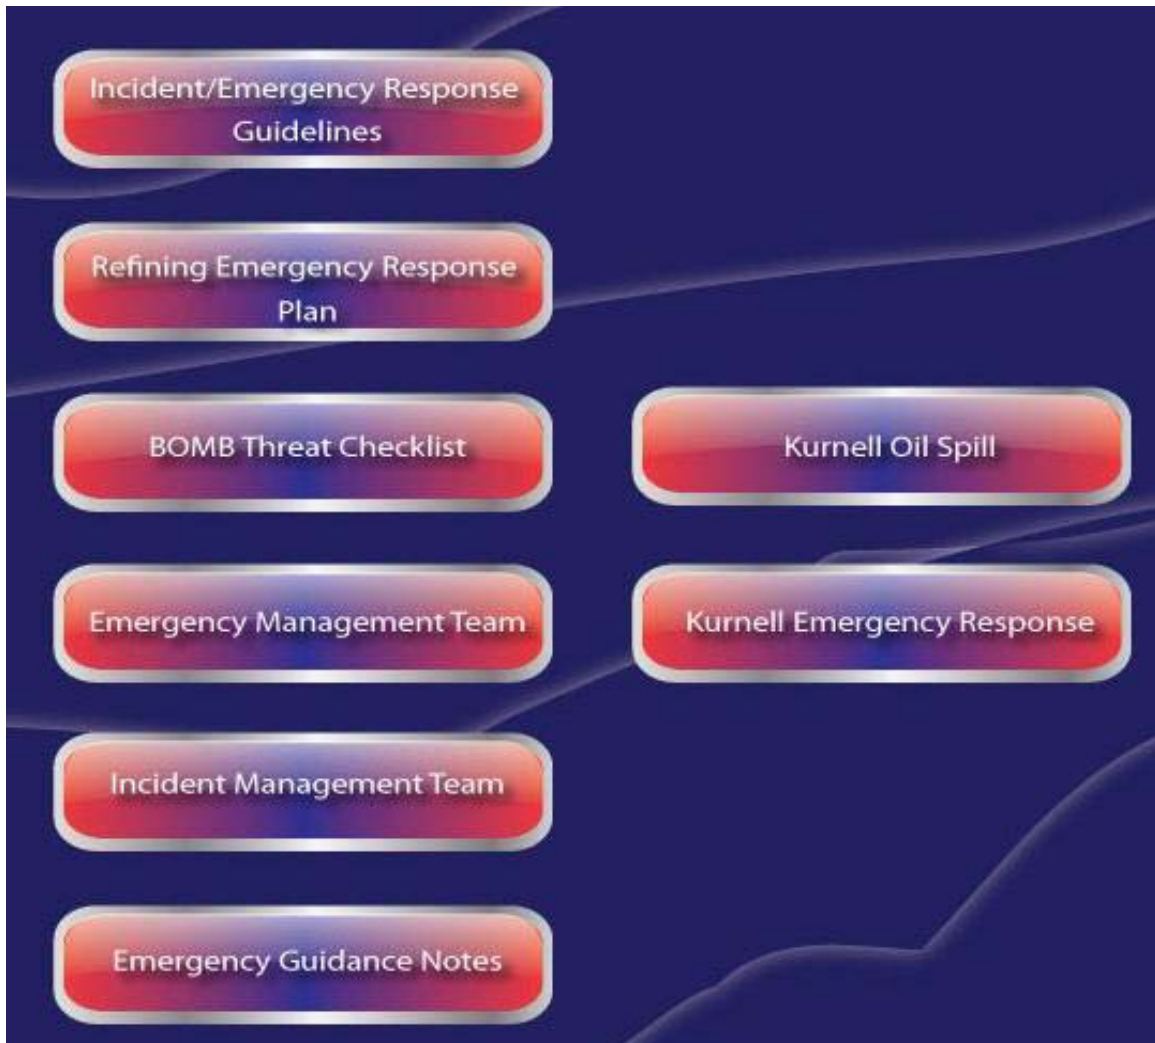 Incident/Emergency Response
Guidelines
Refining Emergency Response
Plan
BOMB Threat Checklist
Kurnell Oil Spill
Emergency Management Team
Kurnell Emergency Response
Incident Management Team
Emergency Guidance Notes